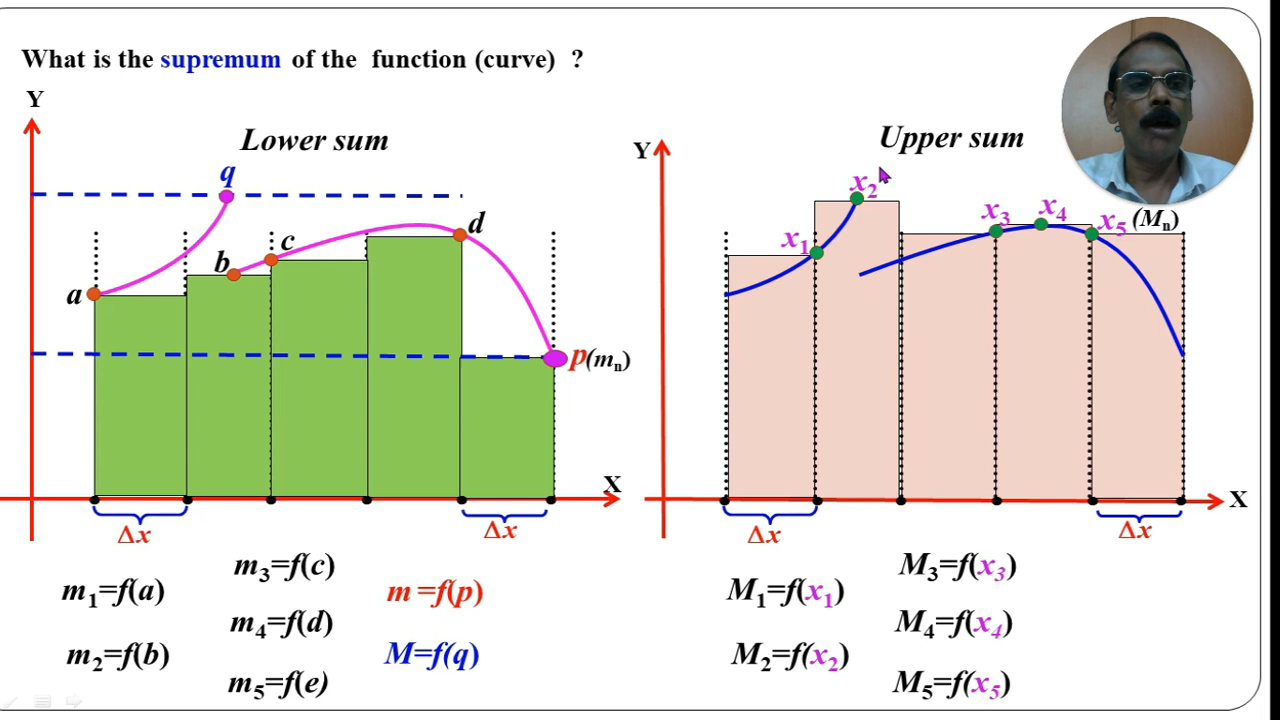 What is the supremum of the function (curve) ?
Y
Lower sum
q
d
c
b
a
p(mₙ)
X
Δx
Δx
m₁=f(a)
m₂=f(b)
m₃=f(c)
m₄=f(d)
m₅=f(e)
m =f(p)
M=f(q)
Y
Upper sum
x₂
x₁
x₃
x₄
x₅ (Mₙ)
X
Δx
Δx
M₁=f(x₁)
M₂=f(x₂)
M₃=f(x₃)
M₄=f(x₄)
M₅=f(x₅)